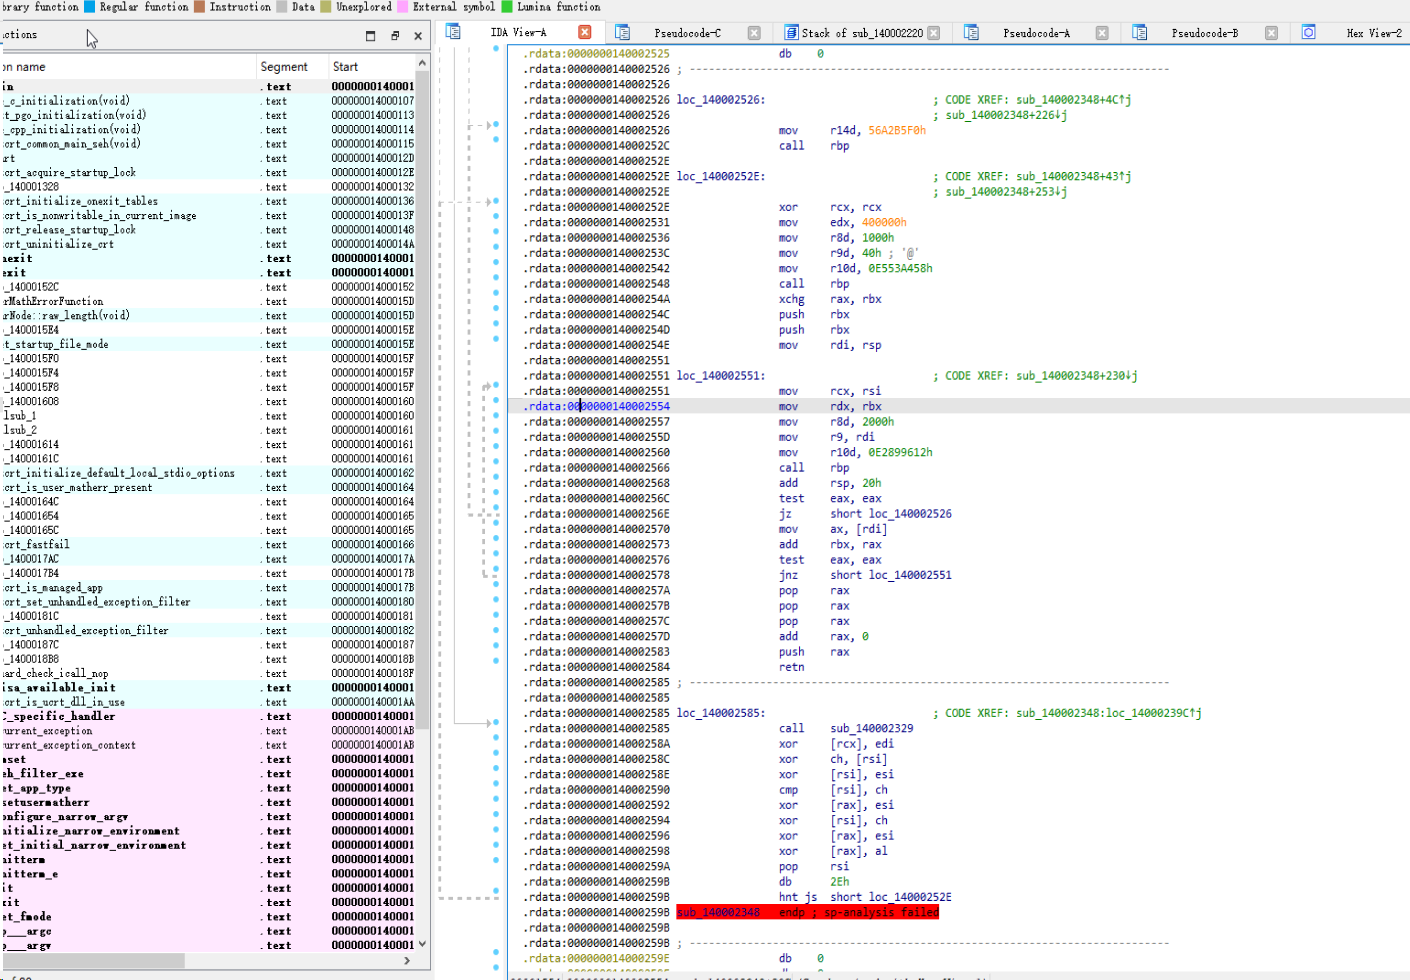 brary function Regular function Instruction Data Unexplored External symbol Lumina function
ctions
IDA View-A Pseudocode-C Stack of sub_140002220 Pseudocode-A Pseudocode-B Hex View-2
on name Segment Start
in .text 0000000140001
_c_initialization(void) .text 00000001400107
t_pgo_initialization(void) .text 00000001400113
_cpp_initialization(void) .text 00000001400114
crt_common_main_seh(void) .text 00000001400115
rt .text 00000001400012D
crt_acquire_startup_lock .text 00000001400012E
_140001328 .text 000000014000132
crt_initialize_onexit_tables .text 000000014000136
crt_is_nonwritable_in_current_image .text 00000001400013F
crt_release_startup_lock .text 000000014000148
crt_uninitialize_crt .text 00000001400014A
nexit .text 0000000140001
exit .text 0000000140001
_14000152C .text 000000014000152
rMathErrorFunction .text 00000001400015D
arNode::raw_length(void) .text 00000001400015D
_1400015E4 .text 00000001400015E
et_startup_file_mode .text 00000001400015E
_1400015F0 .text 00000001400015F
_1400015F4 .text 00000001400015F
_1400015F8 .text 00000001400015F
_140001608 .text 000000014000160
lsub_1 .text 000000014000160
lsub_2 .text 000000014000161
_140001614 .text 000000014000161
_14000161C .text 000000014000161
crt_initialize_default_local_stdio_options .text 000000014000162
crt_is_user_matherr_present .text 000000014000164
_14000164C .text 000000014000164
_140001654 .text 000000014000165
_14000165C .text 000000014000165
crt_fastfail .text 000000014000166
_1400017AC .text 00000001400017A
_1400017B4 .text 00000001400017B
crt_is_managed_app .text 00000001400017B
crt_set_unhandled_exception_filter .text 000000014000180
_14000181C .text 000000014000181
crt_unhandled_exception_filter .text 000000014000182
_14000187C .text 000000014000187
_1400018B8 .text 00000001400018B
ard_check_icall_nop .text 00000001400018F
isa_available_init .text 0000000140001
crt_is_ucrt_dll_in_use .text 0000000140001AA
C_specific_handler .text 0000000140001
urrent_exception .text 0000000140001AB
urrent_exception_context .text 0000000140001AB
mset .text 0000000140001
eh_filter_exe .text 0000000140001
et_app_type .text 0000000140001
setusermatherr .text 0000000140001
onfigure_narrow_argv .text 0000000140001
nitialize_narrow_environment .text 0000000140001
et_initial_narrow_environment .text 0000000140001
nitterm .text 0000000140001
nitterm_e .text 0000000140001
it .text 0000000140001
xit .text 0000000140001
et_fmode .text 0000000140001
p___argc .text 0000000140001
p___argv .text 0000000140001
.rdata:0000000140002525 db 0
.rdata:0000000140002526 ; ---------------------------------------------------------------------------
.rdata:0000000140002526
.rdata:0000000140002526 loc_140002526: ; CODE XREF: sub_140002348+4C↑j
.rdata:0000000140002526 ; sub_140002348+226↓j
.rdata:0000000140002526 mov r14d, 56A2B5F0h
.rdata:000000014000252C call rbp
.rdata:000000014000252E
.rdata:000000014000252E loc_14000252E: ; CODE XREF: sub_140002348+43↑j
.rdata:000000014000252E ; sub_140002348+253↓j
.rdata:000000014000252E xor rcx, rcx
.rdata:0000000140002531 mov edx, 400000h
.rdata:0000000140002536 mov r8d, 1000h
.rdata:000000014000253C mov r9d, 40h ; '@'
.rdata:0000000140002542 mov r10d, 0E553A458h
.rdata:0000000140002548 call rbp
.rdata:000000014000254A xchg rax, rbx
.rdata:000000014000254C push rbx
.rdata:000000014000254D push rbx
.rdata:000000014000254E mov rdi, rsp
.rdata:0000000140002551
.rdata:0000000140002551 loc_140002551: ; CODE XREF: sub_140002348+230↓j
.rdata:0000000140002551 mov rcx, rsi
.rdata:0000000140002554 mov rdx, rbx
.rdata:0000000140002557 mov r8d, 2000h
.rdata:000000014000255D mov r9, rdi
.rdata:0000000140002560 mov r10d, 0E2899612h
.rdata:0000000140002566 call rbp
.rdata:0000000140002568 add rsp, 20h
.rdata:000000014000256C test eax, eax
.rdata:000000014000256E jz short loc_140002526
.rdata:0000000140002570 mov ax, [rdi]
.rdata:0000000140002573 add rbx, rax
.rdata:0000000140002576 test eax, eax
.rdata:0000000140002578 jnz short loc_140002551
.rdata:000000014000257A pop rax
.rdata:000000014000257B pop rax
.rdata:000000014000257C pop rax
.rdata:000000014000257D add rax, 0
.rdata:0000000140002583 push rax
.rdata:0000000140002584 retn
.rdata:0000000140002585 ; ---------------------------------------------------------------------------
.rdata:0000000140002585
.rdata:0000000140002585 loc_140002585: ; CODE XREF: sub_140002348:loc_14000239C↑j
.rdata:0000000140002585 call sub_140002329
.rdata:000000014000258A xor [rcx], edi
.rdata:000000014000258C xor ch, [rsi]
.rdata:000000014000258E xor [rsi], esi
.rdata:0000000140002590 cmp [rsi], ch
.rdata:0000000140002592 xor [rax], esi
.rdata:0000000140002594 xor [rsi], ch
.rdata:0000000140002596 xor [rax], esi
.rdata:0000000140002598 xor [rax], al
.rdata:000000014000259A pop rsi
.rdata:000000014000259B db 2Eh
.rdata:000000014000259B hnt js short loc_14000252E
.rdata:000000014000259B sub_140002348 endp ; sp-analysis failed
.rdata:000000014000259B
.rdata:000000014000259B ; ---------------------------------------------------------------------------
.rdata:000000014000259E db 0